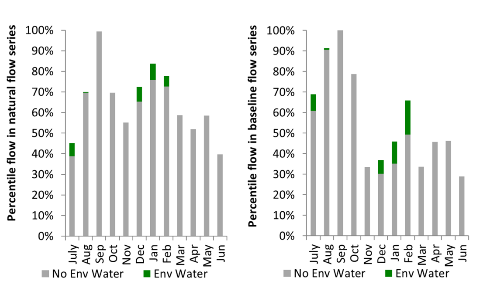 Percentile flow in natural flow series
100%
90%
80%
70%
60%
50%
40%
30%
20%
10%
0%
July
Aug
Sep
Oct
Nov
Dec
Jan
Feb
Mar
Apr
May
Jun
No Env Water
Env Water
Percentile flow in baseline flow series
100%
90%
80%
70%
60%
50%
40%
30%
20%
10%
0%
July
Aug
Sep
Oct
Nov
Dec
Jan
Feb
Mar
Apr
May
Jun
No Env Water
Env Water